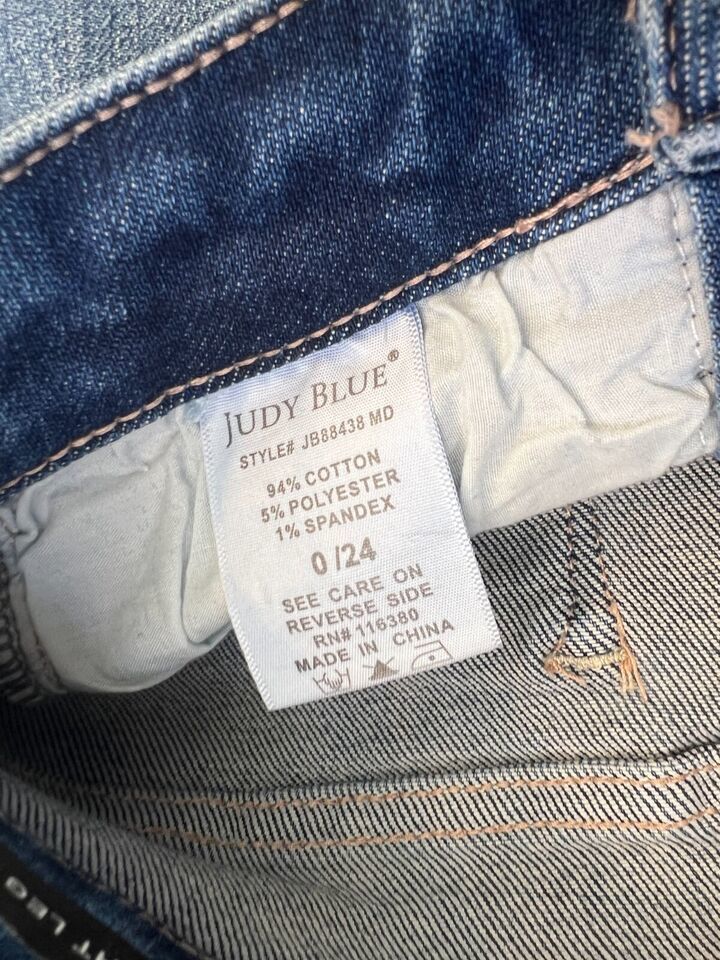 JUDY BLUE®
STYLE# JB88438 MD
94% COTTON
5% POLYESTER
1% SPANDEX
0/24
SEE CARE ON
REVERSE SIDE
RN# 116380
MADE IN CHINA
LEG